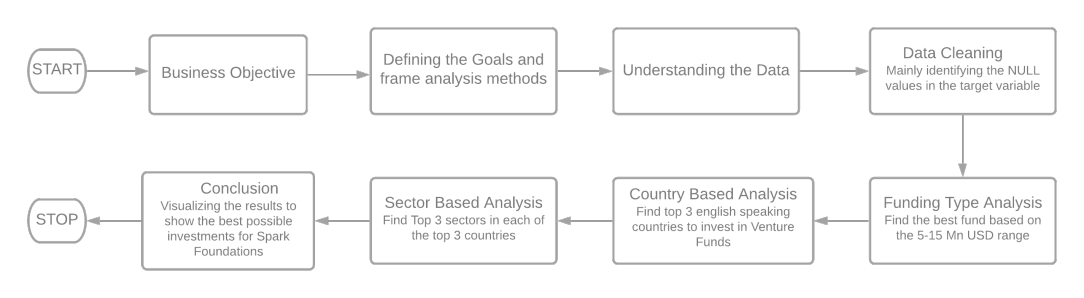 START
Business Objective
Defining the Goals and
frame analysis methods
Understanding the Data
Data Cleaning
Mainly identifying the NULL
values in the target variable
Funding Type Analysis
Find the best fund based on
the 5-15 Mn USD range
Country Based Analysis
Find top 3 english speaking
countries to invest in Venture
Funds
Sector Based Analysis
Find Top 3 sectors in each of
the top 3 countries
Conclusion
Visualizing the results to
show the best possible
investments for Spark
Foundations
STOP